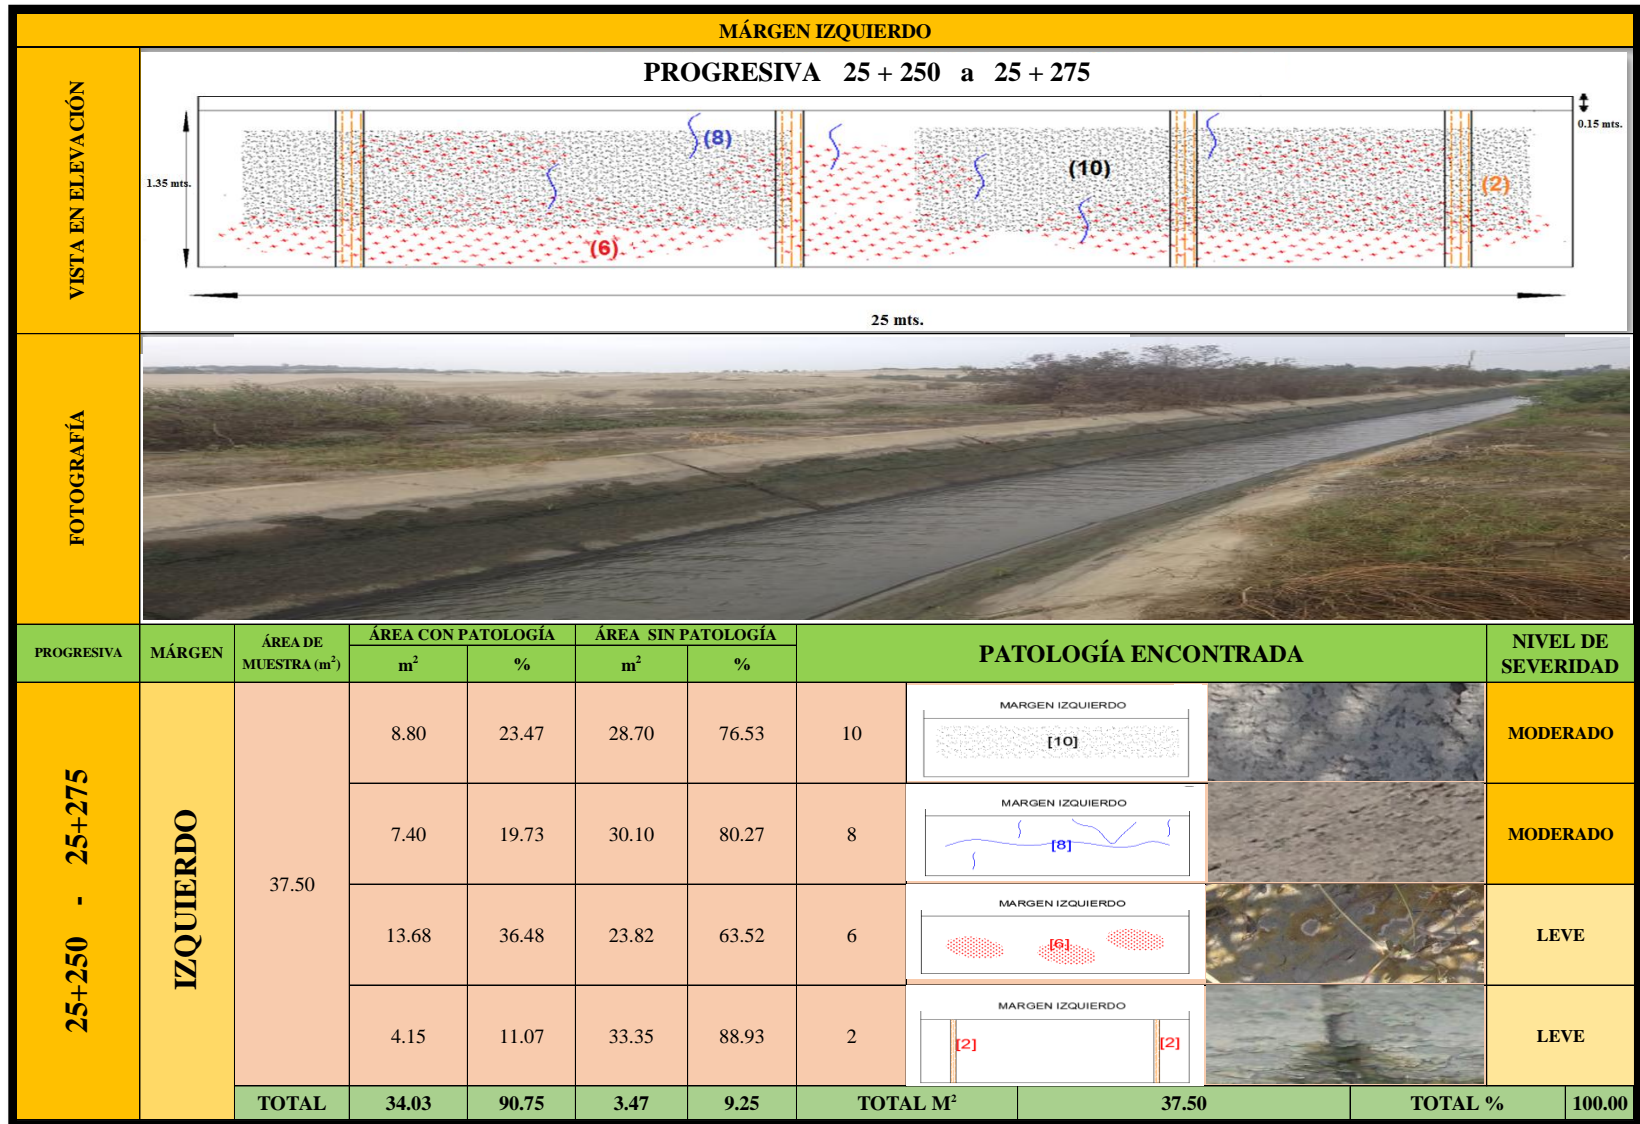 MÁRGEN IZQUIERDO
VISTA EN ELEVACIÓN
PROGRESIVA 25 + 250 a 25 + 275
0.15 mts.
1.35 mts.
(8)
(10)
(2)
(6)
25 mts.
FOTOGRAFÍA
PROGRESIVA
MÁRGEN
ÁREA DE
MUESTRA (m²)
ÁREA CON PATOLOGÍA
m²
%
ÁREA SIN PATOLOGÍA
m²
%
PATOLOGÍA ENCONTRADA
NIVEL DE
SEVERIDAD
25+250 - 25+275
IZQUIERDO
37.50
8.80
23.47
28.70
76.53
10
MARGEN IZQUIERDO
[10]
MODERADO
7.40
19.73
30.10
80.27
8
MARGEN IZQUIERDO
[8]
MODERADO
13.68
36.48
23.82
63.52
6
MARGEN IZQUIERDO
[6]
LEVE
4.15
11.07
33.35
88.93
2
MARGEN IZQUIERDO
[2]
[2]
LEVE
TOTAL
34.03
90.75
3.47
9.25
TOTAL M²
37.50
TOTAL %
100.00